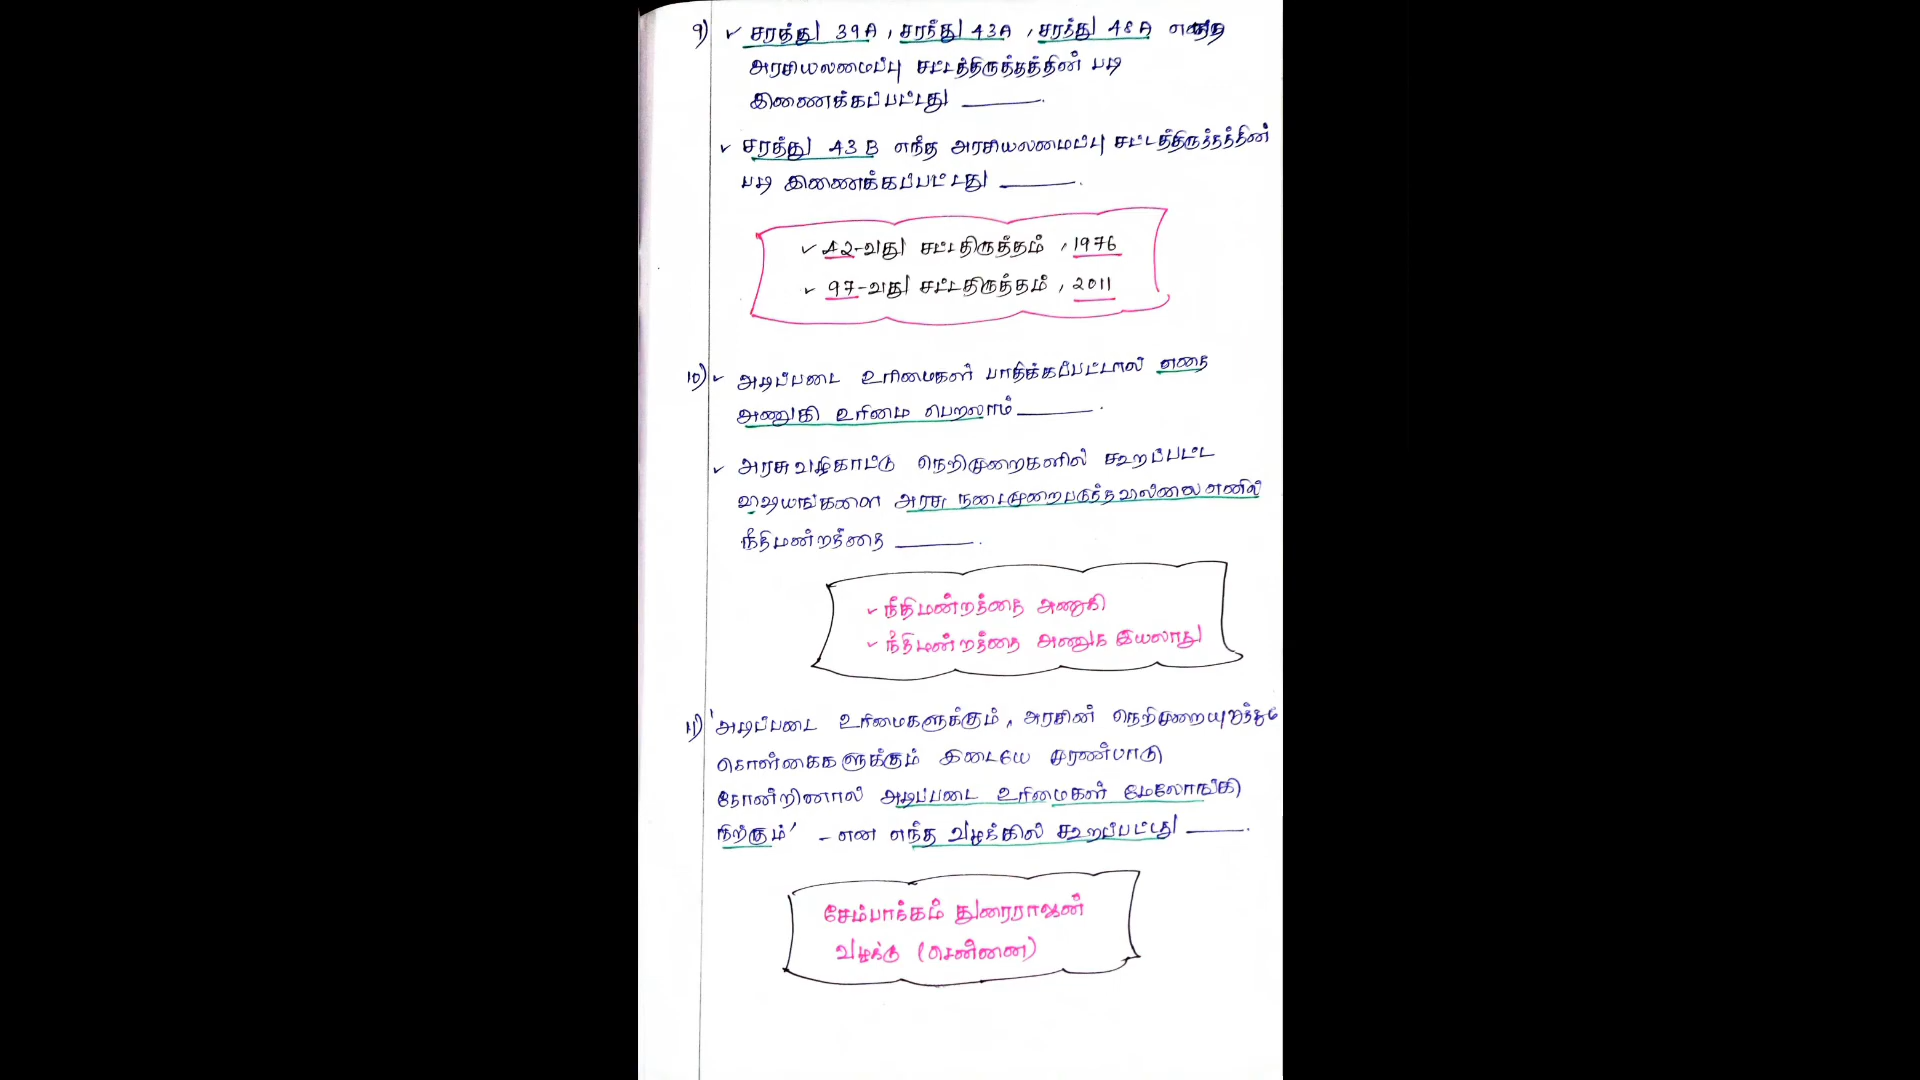 9) ✓ சரத்து 39A, சரத்து 43A, சரத்து 48A எந்த
அரசியலமைப்பு சட்டத்திருத்தத்தின் படி
இணைக்கப்பட்டது ______.
✓ சரத்து 43 B எந்த அரசியலமைப்பு சட்டத்திருத்தத்தின்
படி இணைக்கப்பட்டது ______.
✓ 42-வது சட்டதிருத்தம், 1976
✓ 97-வது சட்டதிருத்தம், 2011
10) ✓ அடிப்படை உரிமைகள் பாதிக்கப்பட்டால் எதை
அணுகி உரிமை பெறலாம் ______.
✓ அரசு வழிகாட்டு நெறிமுறைகளில் கூறப்பட்ட
விஷயங்களை அரசு நடைமுறைபடுத்தவில்லை எனில்
நீதிமன்றத்தை ______.
✓ நீதிமன்றத்தை அணுகி
✓ நீதிமன்றத்தை அணுக இயலாது
11) 'அடிப்படை உரிமைகளுக்கும், அரசின் நெறிமுறையுறுத்தும்
கொள்கைகளுக்கும் இடையே முரண்பாடு
தோன்றினால் அடிப்படை உரிமைகள் மேலோங்கி
நிற்கும்' - என எந்த வழக்கில் கூறப்பட்டது ______.
சேம்பாக்கம் துரைராஜன்
வழக்கு (சென்னை)